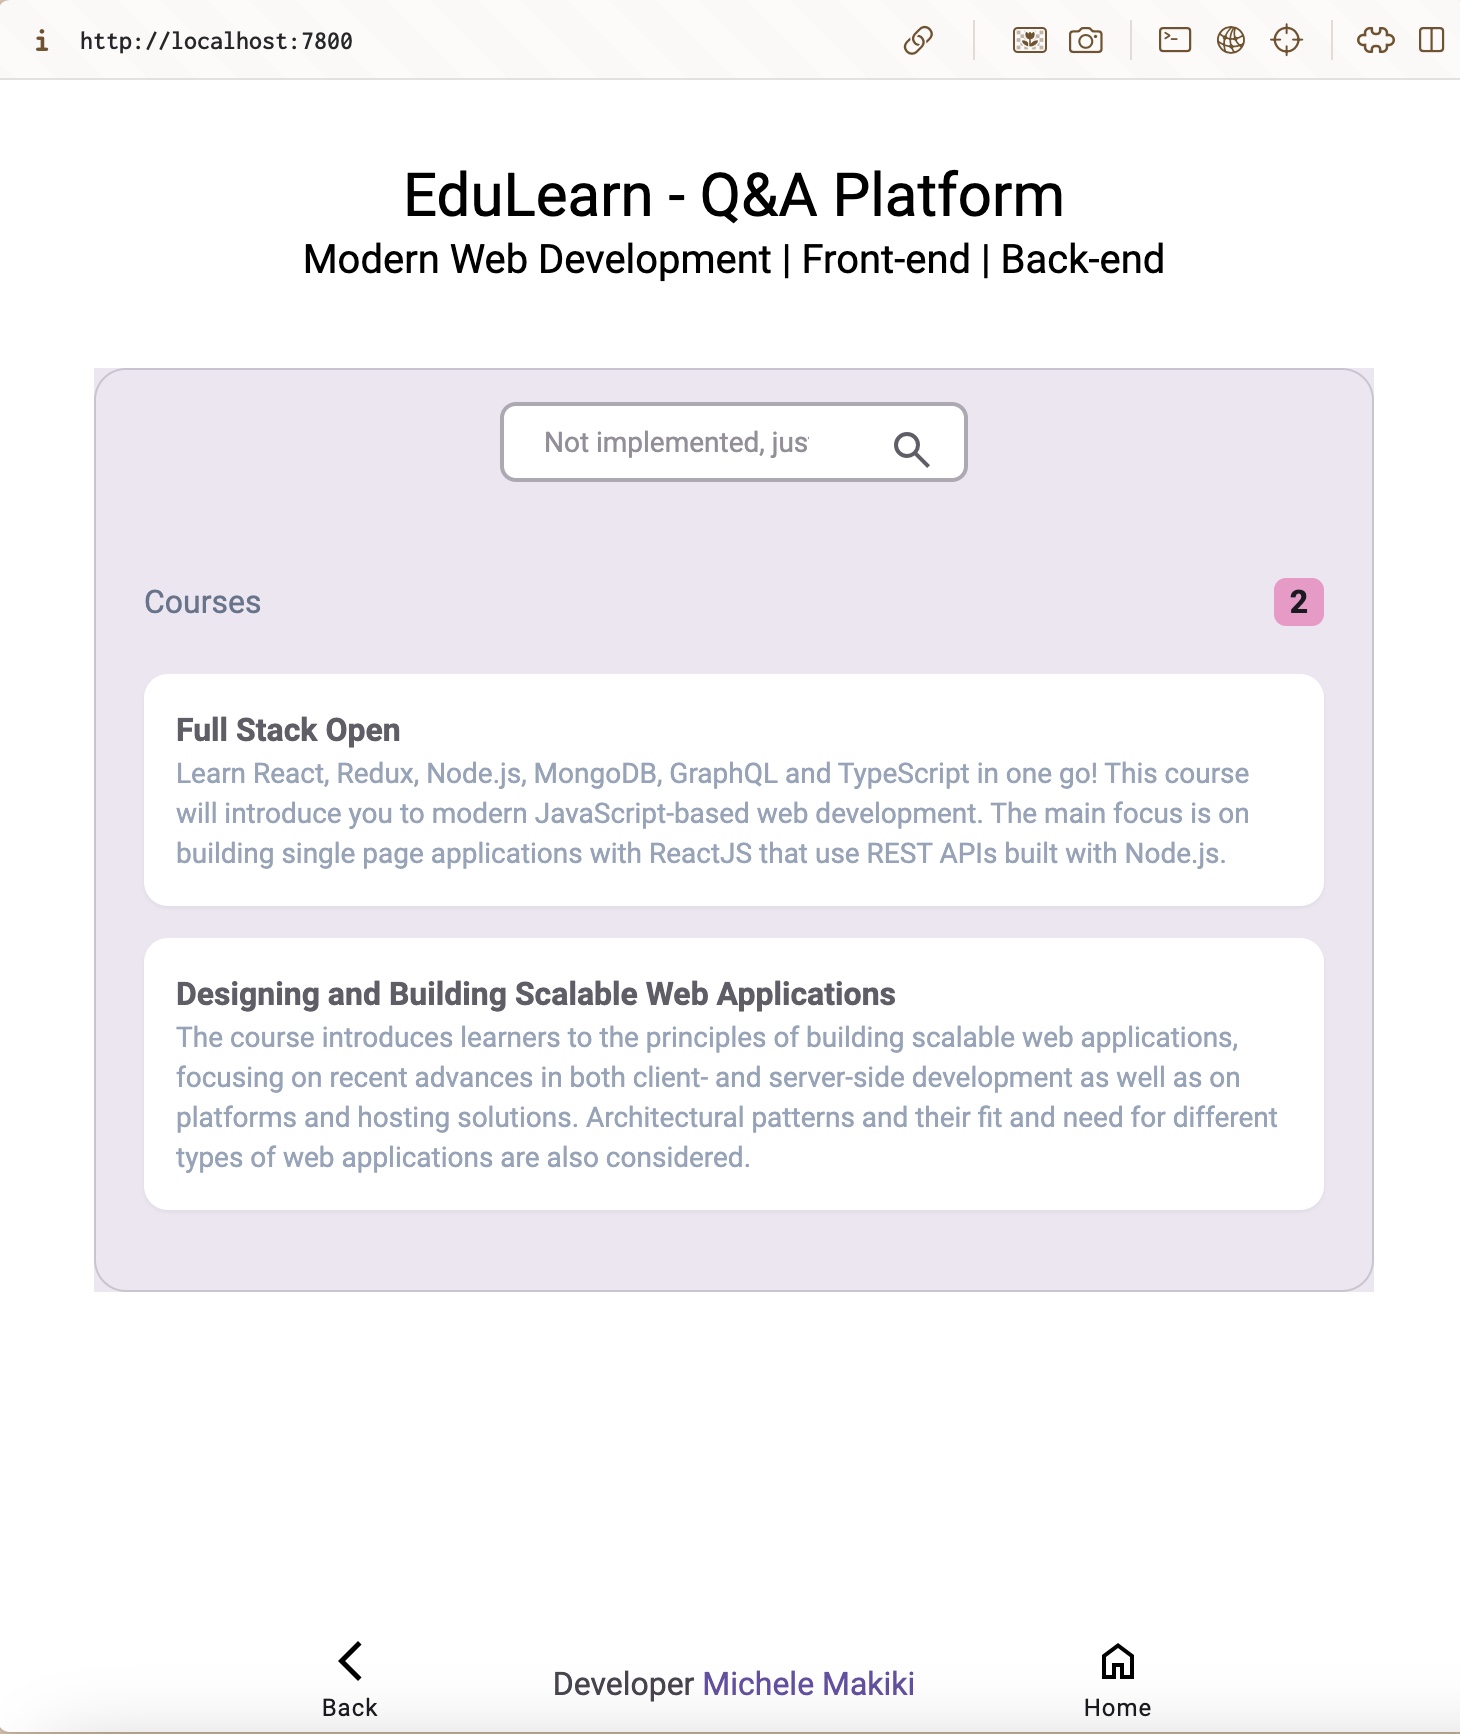 http://localhost:7800
EduLearn - Q&A Platform
Modern Web Development | Front-end | Back-end
Not implemented, jus
Courses
2
Full Stack Open
Learn React, Redux, Node.js, MongoDB, GraphQL and TypeScript in one go! This course
will introduce you to modern JavaScript-based web development. The main focus is on
building single page applications with ReactJS that use REST APIs built with Node.js.
Designing and Building Scalable Web Applications
The course introduces learners to the principles of building scalable web applications,
focusing on recent advances in both client- and server-side development as well as on
platforms and hosting solutions. Architectural patterns and their fit and need for different
types of web applications are also considered.
Back
Developer Michele Makiki
Home